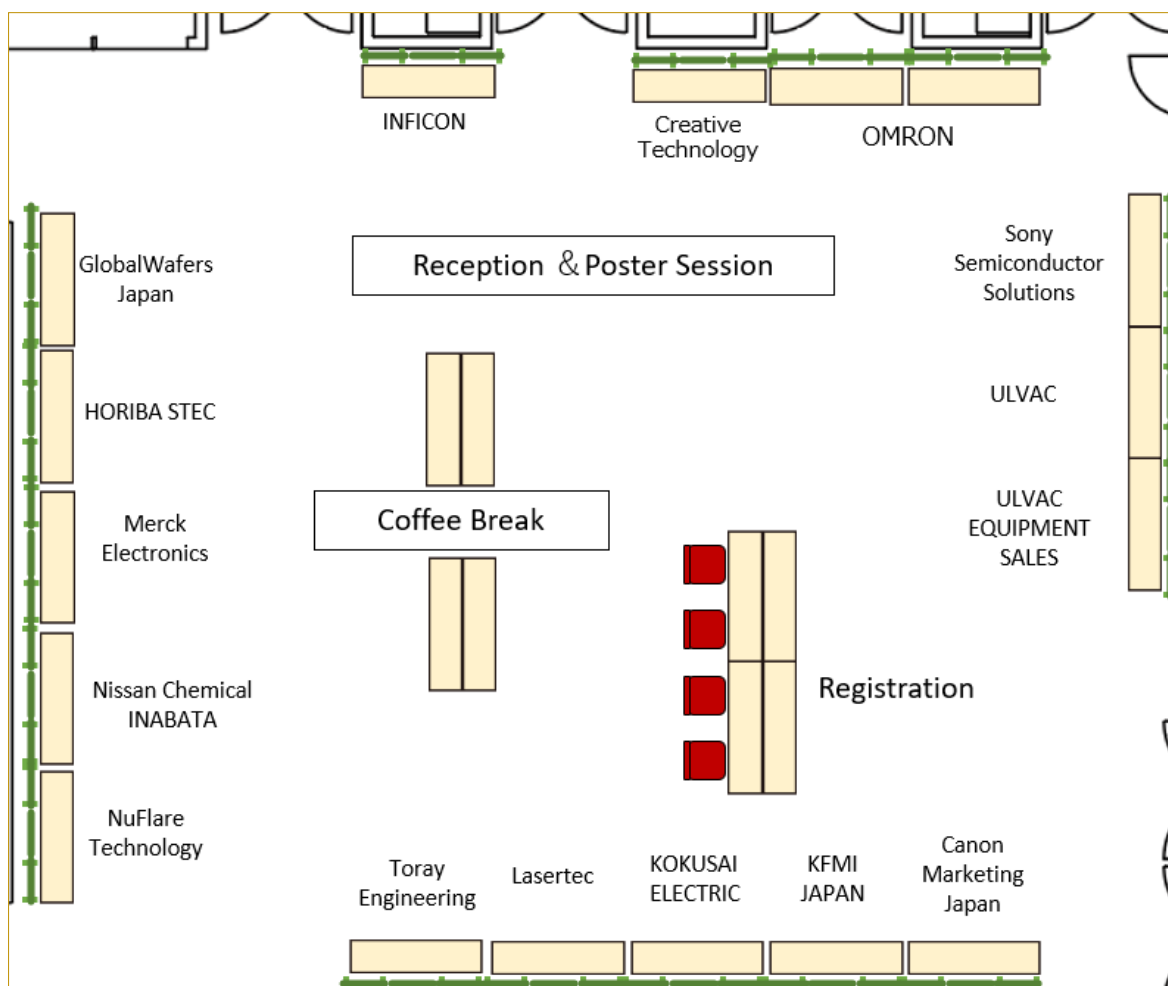 INFICON
Creative
Technology
OMRON
GlobalWafers
Japan
Reception &Poster Session
Sony
Semiconductor
Solutions
HORIBA STEC
ULVAC
Merck
Electronics
Coffee Break
ULVAC
EQUIPMENT
SALES
Nissan Chemical
INABATA
Registration
NuFlare
Technology
Toray
Engineering
Lasertec
KOKUSAI
ELECTRIC
KFMI
JAPAN
Canon
Marketing
Japan